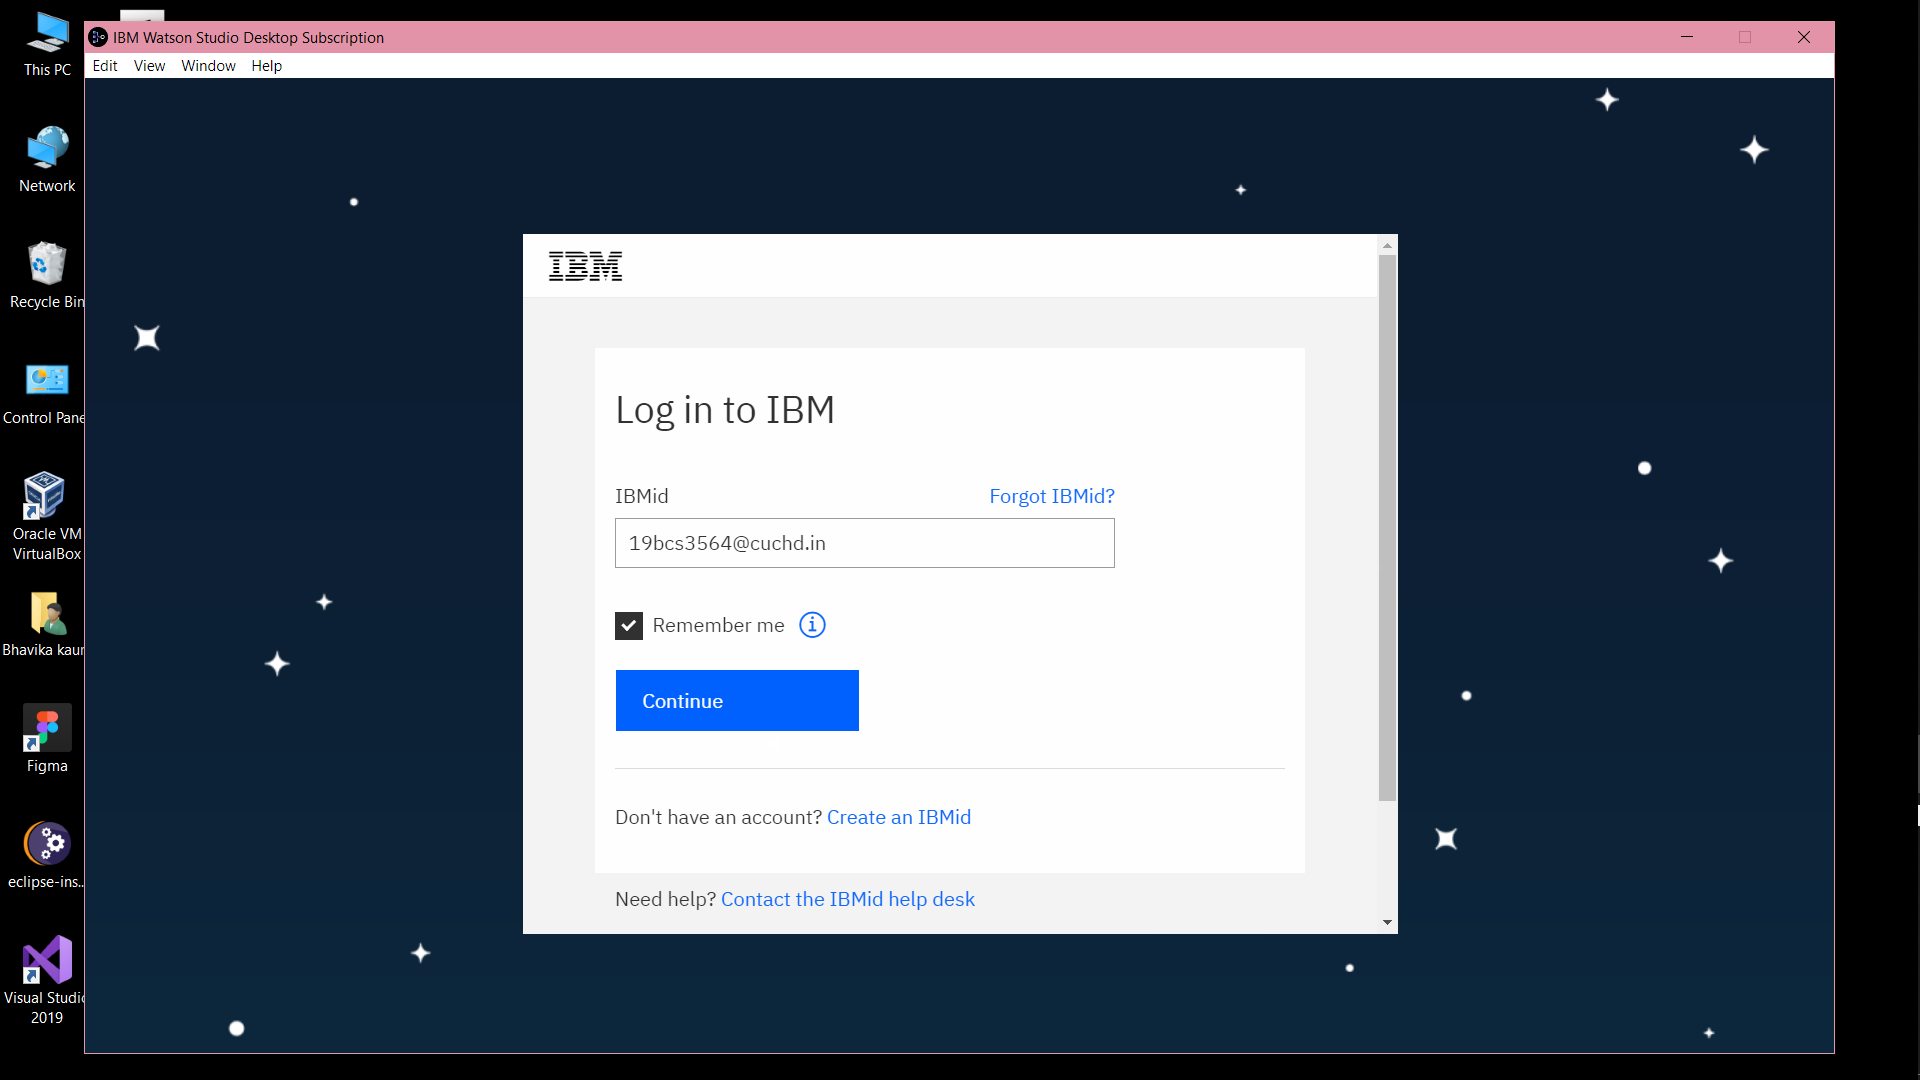 IBM Watson Studio Desktop Subscription
Edit View Window Help
This PC
Network
Recycle Bin
Control Pane
Oracle VM
VirtualBox
Bhavika kaur
Figma
eclipse-ins...
Visual Studio
2019
IBM
Log in to IBM
IBMid Forgot IBMid?
19bcs3564@cuchd.in
Remember me
Continue
Don't have an account? Create an IBMid
Need help? Contact the IBMid help desk